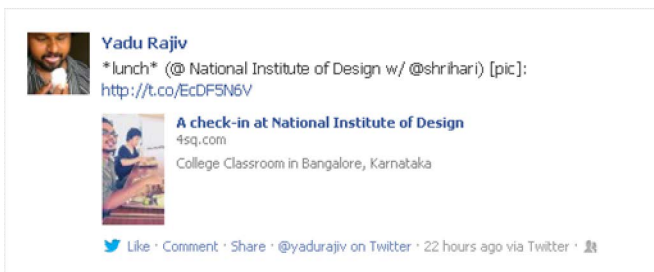 Yadu Rajiv
*lunch* (@ National Institute of Design w/ @shrihari) [pic]:
http://t.co/EcDF5N6V
A check-in at National Institute of Design
4sq.com
College Classroom in Bangalore, Karnataka
Like · Comment · Share · @yadurajiv on Twitter · 22 hours ago via Twitter ·